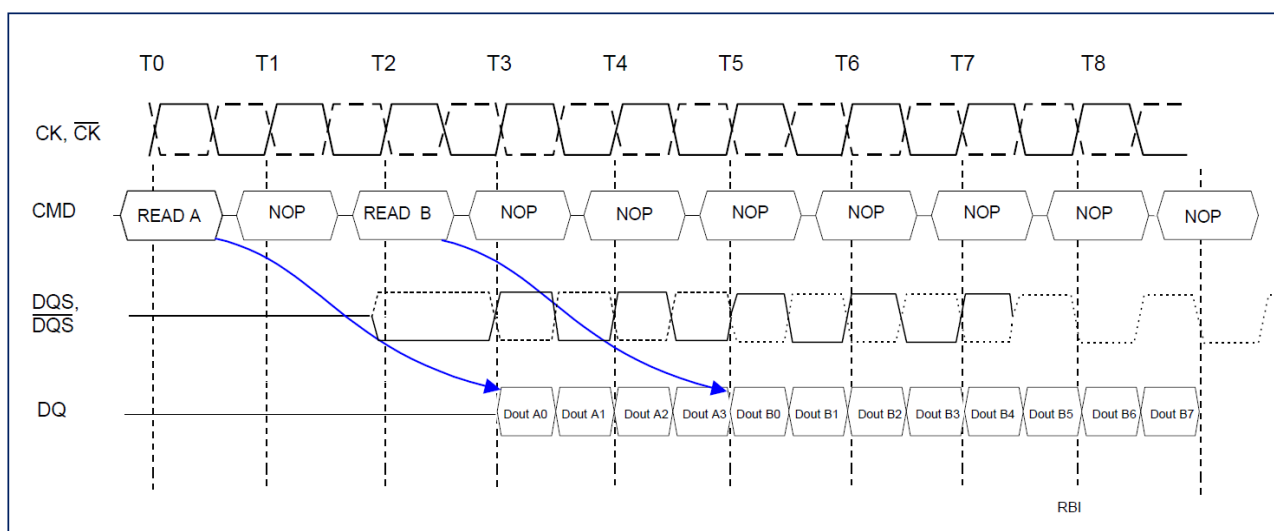 T0 T1 T2 T3 T4 T5 T6 T7 T8
CK, CK
CMD READ A NOP READ B NOP NOP NOP NOP NOP NOP NOP
DQS,
DQS
DQ Dout A0 Dout A1 Dout A2 Dout A3 Dout B0 Dout B1 Dout B2 Dout B3 Dout B4 Dout B5 Dout B6 Dout B7
RBI